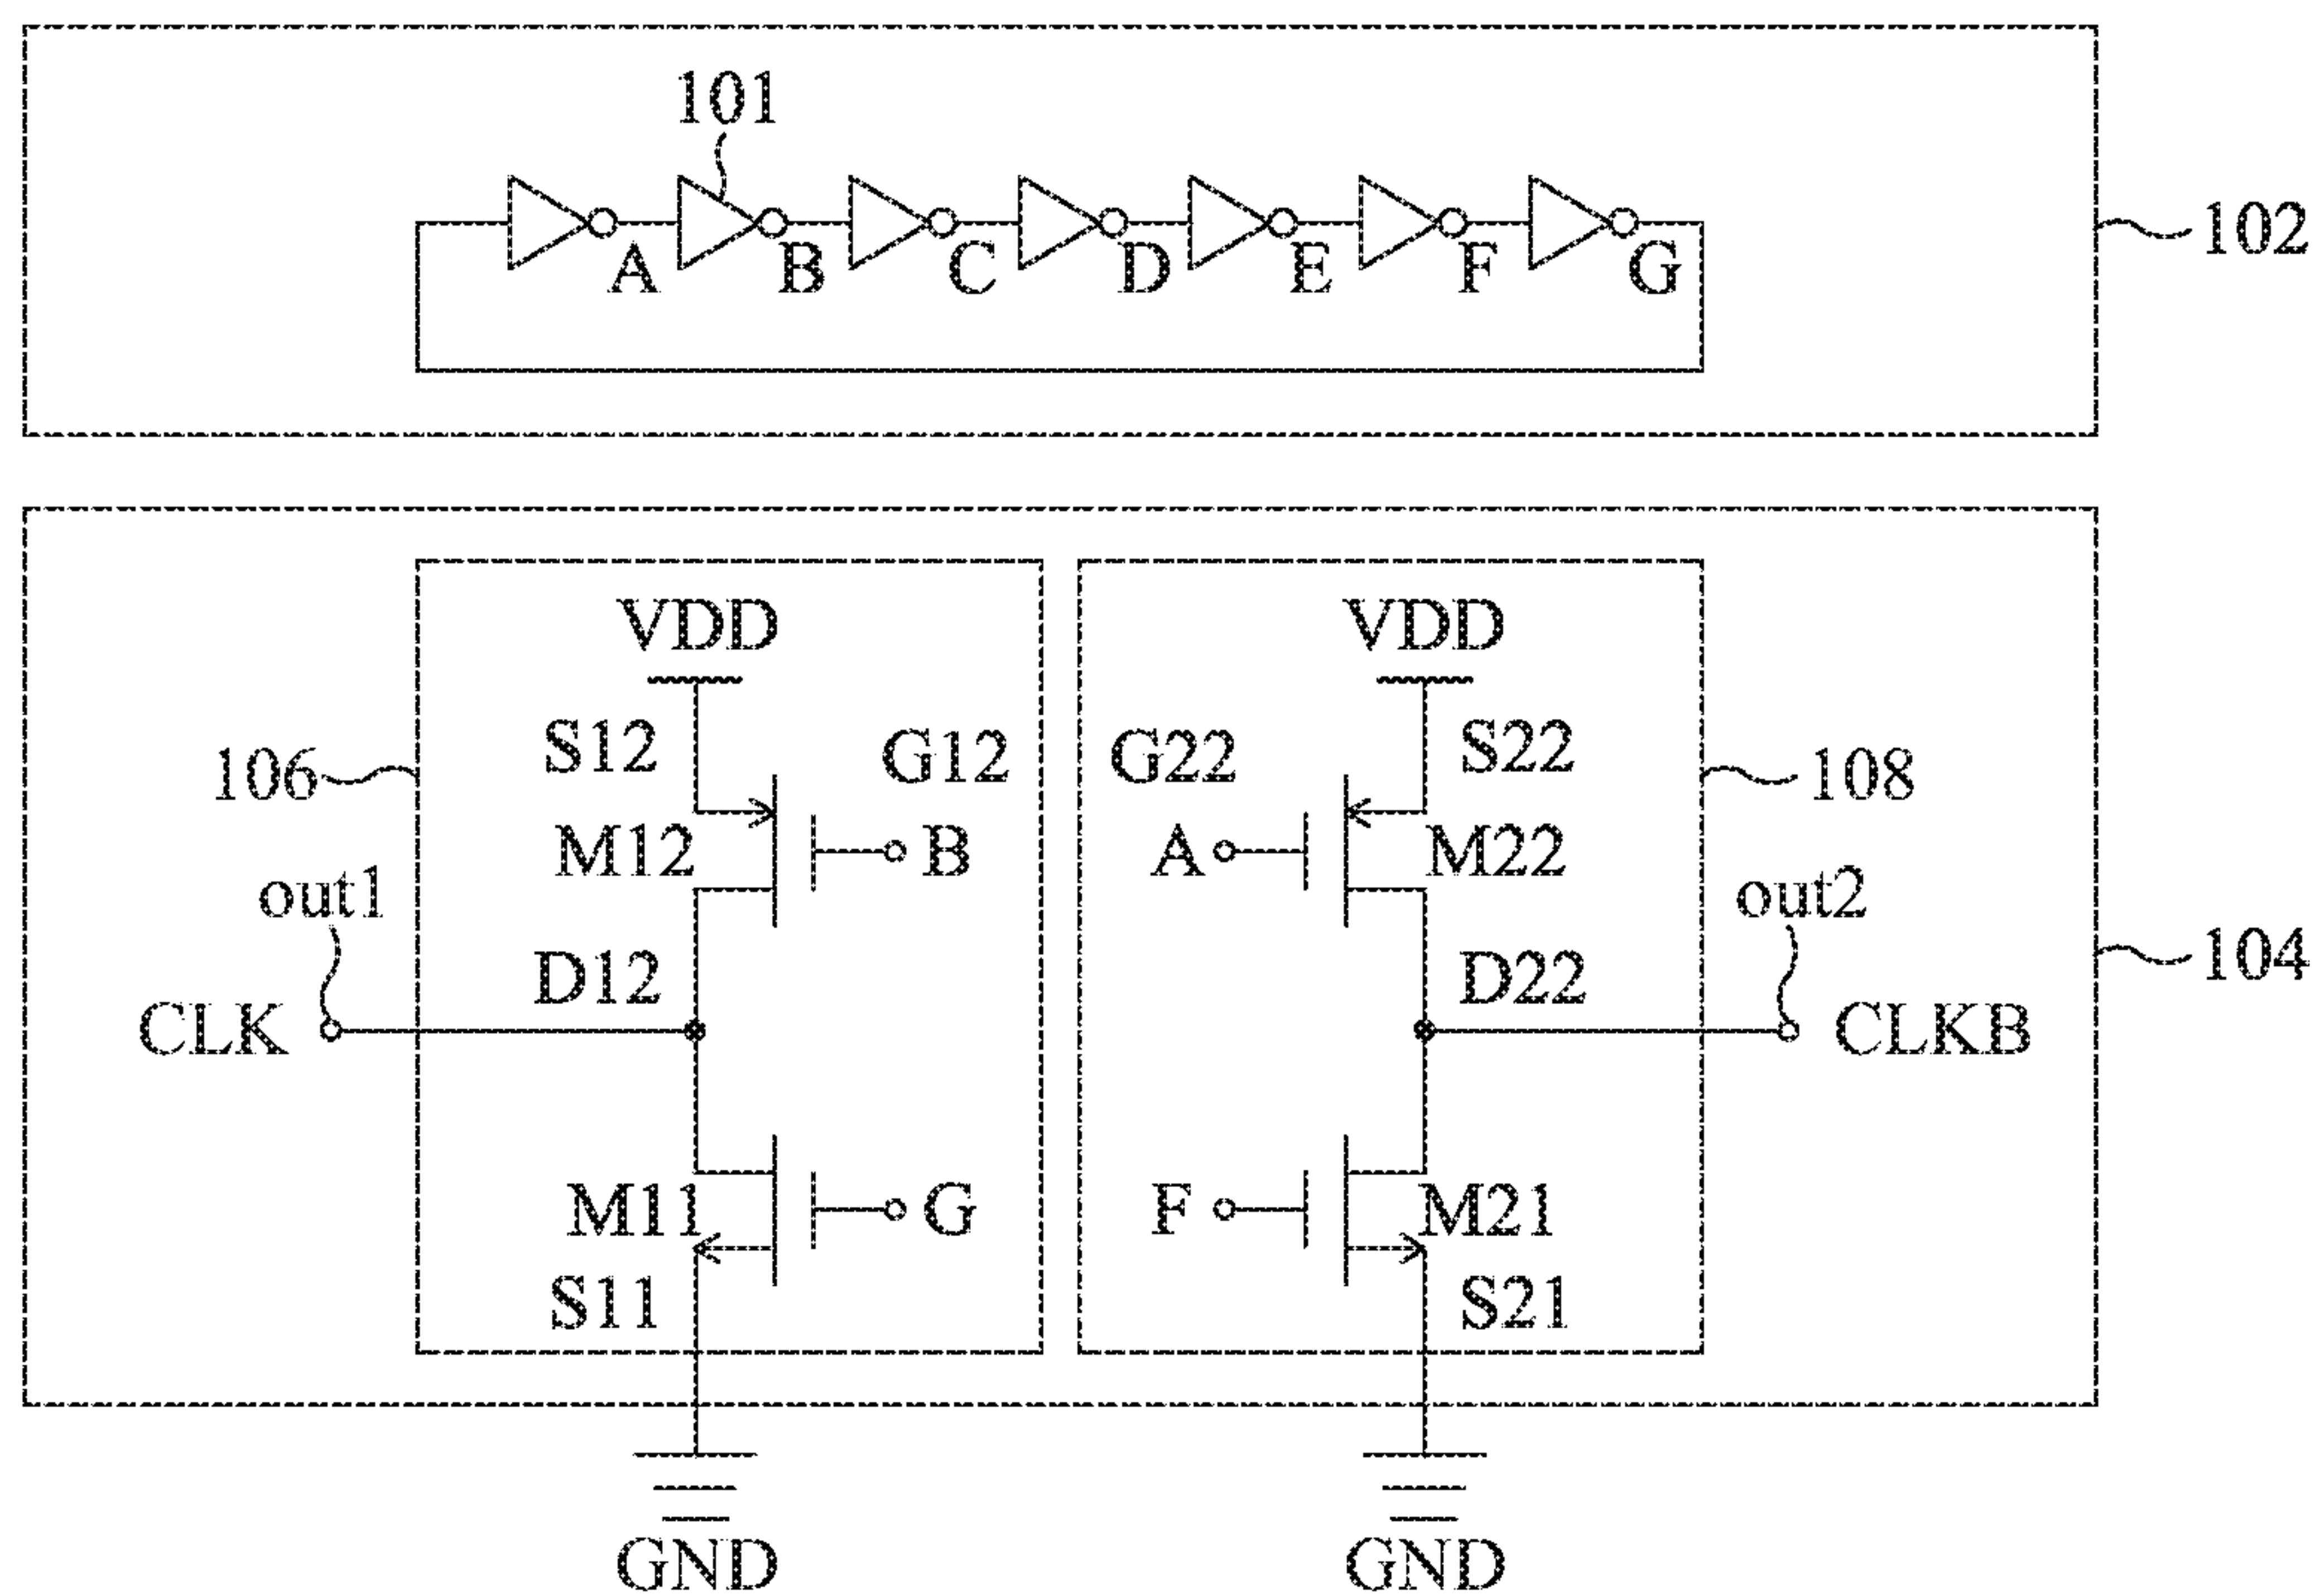 101
A B C D E F G
102
VDD VDD
S12 G12 G22 S22
106 108
M12 B A M22
out1 out2
D12 D22 104
CLK CLKB
M11 G F M21
S11 S21
GND GND